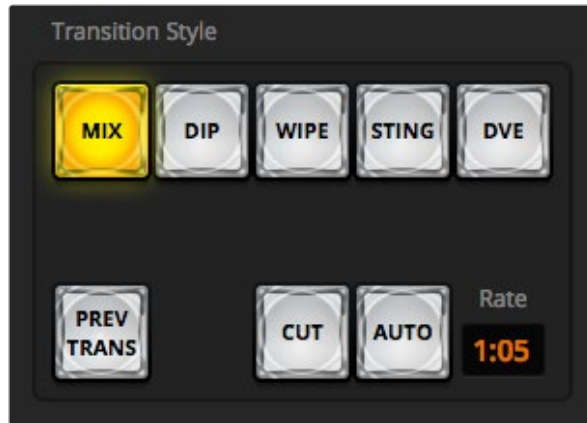 Transition Style
MIX
DIP
WIPE
STING
DVE
PREV
TRANS
CUT
AUTO
Rate
1:05